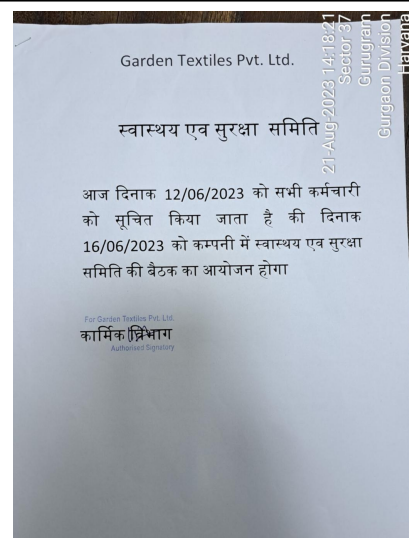 Garden Textiles Pvt. Ltd.
स्वास्थय एव सुरक्षा समिति
आज दिनाक 12/06/2023 को सभी कर्मचारी
को सूचित किया जाता है की दिनाक
16/06/2023 को कम्पनी में स्वास्थय एव सुरक्षा
समिति की बैठक का आयोजन होगा
For Garden Textiles Pvt. Ltd.
कार्मिक विभाग
Authorised Signatory
21-Aug-2023 14:18:21
Sector 37
Gurugram
Gurgaon Division
Haryana